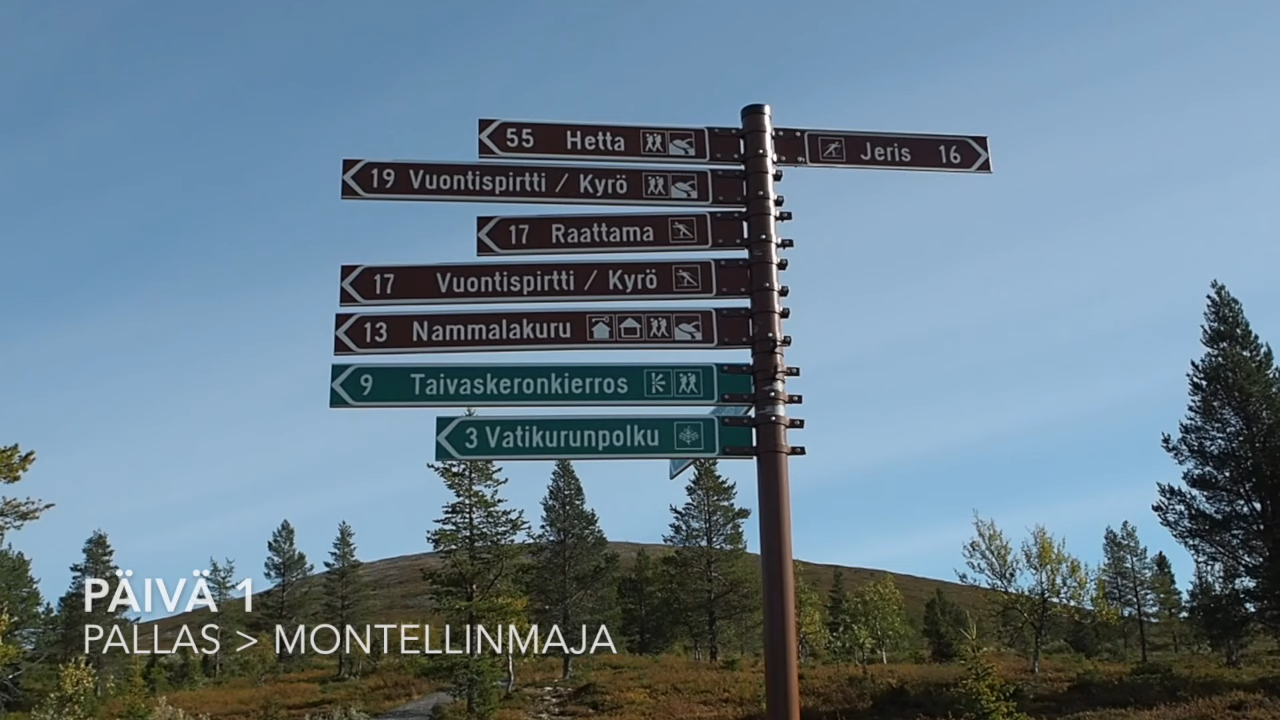 55 Hetta
Jeris 16
19 Vuontispirtti / Kyrö
17 Raattama
17 Vuontispirtti / Kyrö
13 Nammalakuru
9 Taivaskeronkierros
3 Vatikurunpolku
PÄIVÄ 1
PALLAS > MONTELLINMAJA